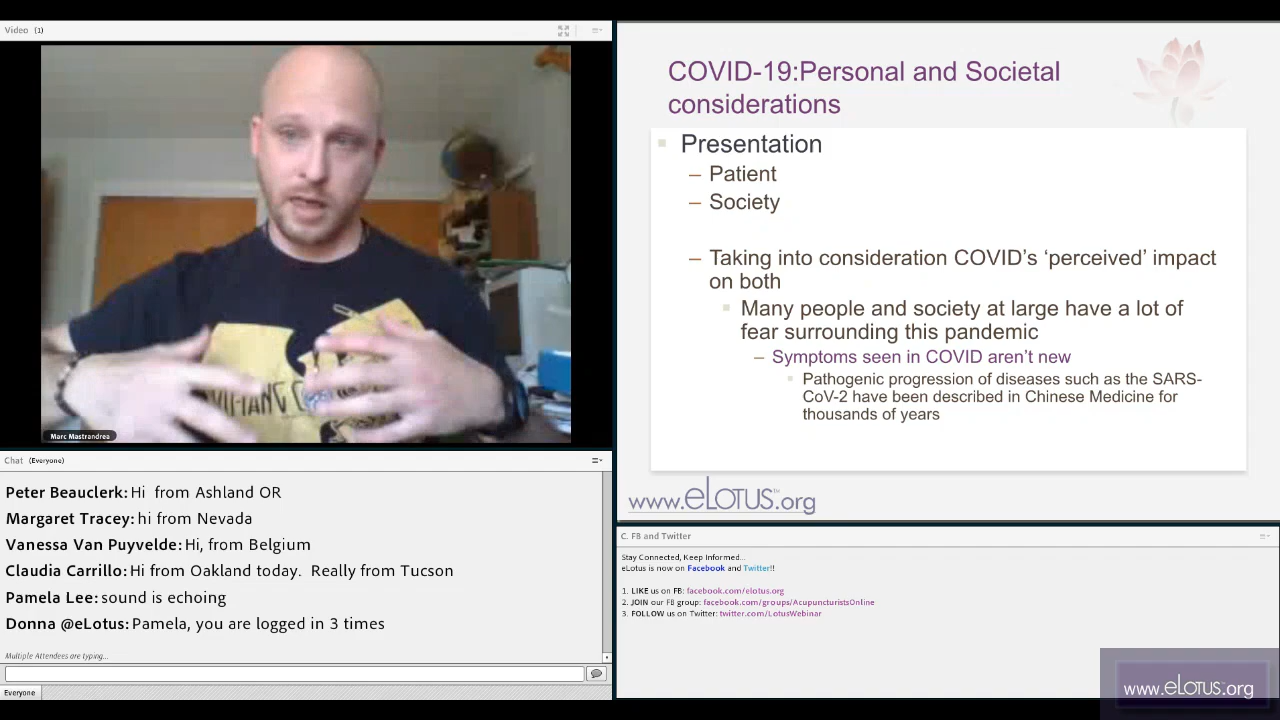 Video (1)
WUTANG C
Marc Mastrandrea
Chat (Everyone)
Peter Beauclerk: Hi from Ashland OR
Margaret Tracey: hi from Nevada
Vanessa Van Puyvelde: Hi, from Belgium
Claudia Carrillo: Hi from Oakland today. Really from Tucson
Pamela Lee: sound is echoing
Donna @eLotus: Pamela, you are logged in 3 times
Multiple Attendees are typing...
Everyone
COVID-19:Personal and Societal
considerations
Presentation
– Patient
– Society
– Taking into consideration COVID's 'perceived' impact
on both
Many people and society at large have a lot of
fear surrounding this pandemic
– Symptoms seen in COVID aren't new
Pathogenic progression of diseases such as the SARS-
CoV-2 have been described in Chinese Medicine for
thousands of years
www.eLOTUS.org
C. FB and Twitter
Stay Connected, Keep Informed...
eLotus is now on Facebook and Twitter!!
1. LIKE us on FB: facebook.com/elotus.org
2. JOIN our FB group: facebook.com/groups/AcupuncturistsOnline
3. FOLLOW us on Twitter: twitter.com/LotusWebinar
www.eLOTUS.org